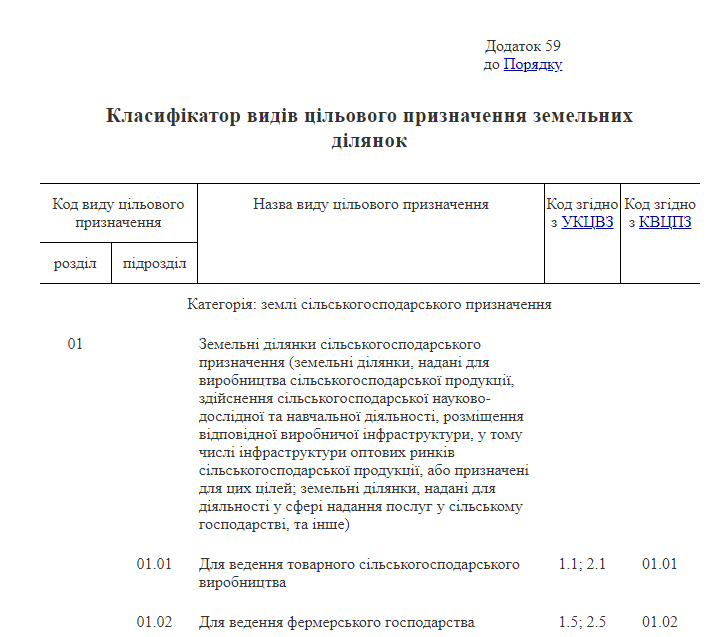 Додаток 59
до Порядку
Класифікатор видів цільового призначення земельних
ділянок
Код виду цільового
призначення
Назва виду цільового призначення
Код згідно
з УКЦВЗ
Код згідно
з КВЦПЗ
розділ підрозділ
Категорія: землі сільськогосподарського призначення
01 Земельні ділянки сільськогосподарського
призначення (земельні ділянки, надані для
виробництва сільськогосподарської продукції,
здійснення сільськогосподарської науково-
дослідної та навчальної діяльності, розміщення
відповідної виробничої інфраструктури, у тому
числі інфраструктури оптових ринків
сільськогосподарської продукції, або призначені
для цих цілей; земельні ділянки, надані для
діяльності у сфері надання послуг у сільському
господарстві, та інше)
01.01 Для ведення товарного сільськогосподарського 1.1; 2.1 01.01
виробництва
01.02 Для ведення фермерського господарства 1.5; 2.5 01.02